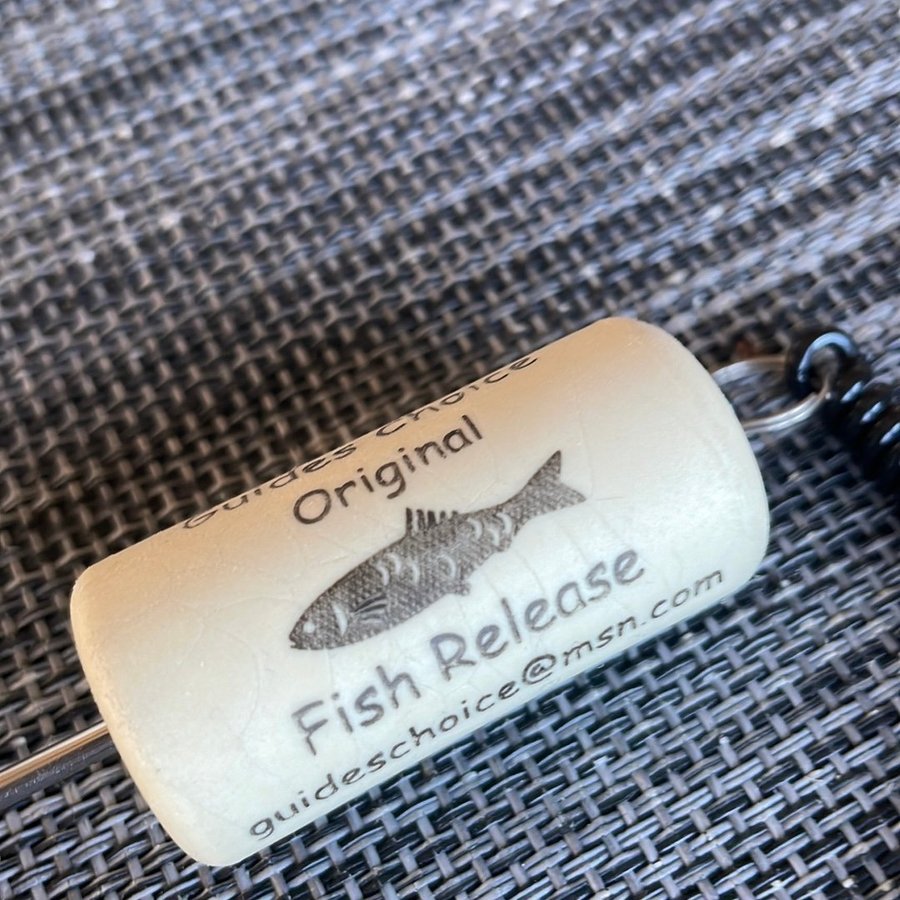 Guides Choice
Original
Fish Release
guideschoice@msn.com